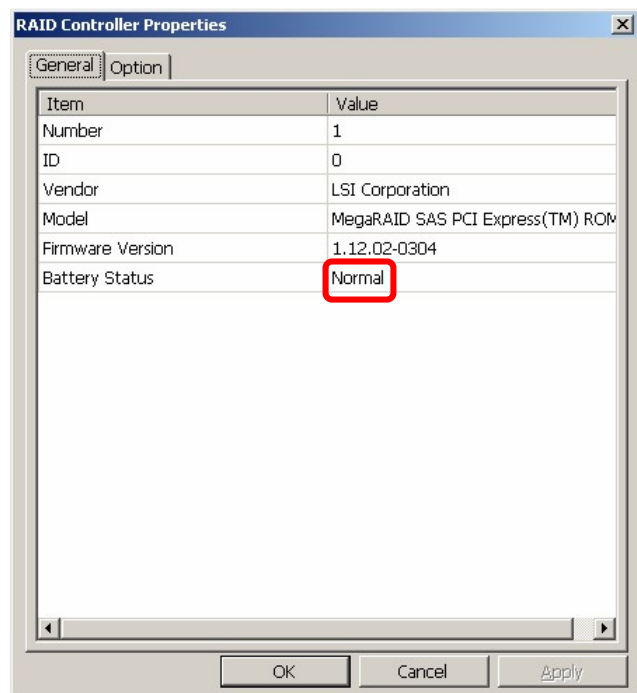 RAID Controller Properties
General Option
Item Value
Number 1
ID 0
Vendor LSI Corporation
Model MegaRAID SAS PCI Express(TM) ROM
Firmware Version 1.12.02-0304
Battery Status Normal
OK Cancel Apply